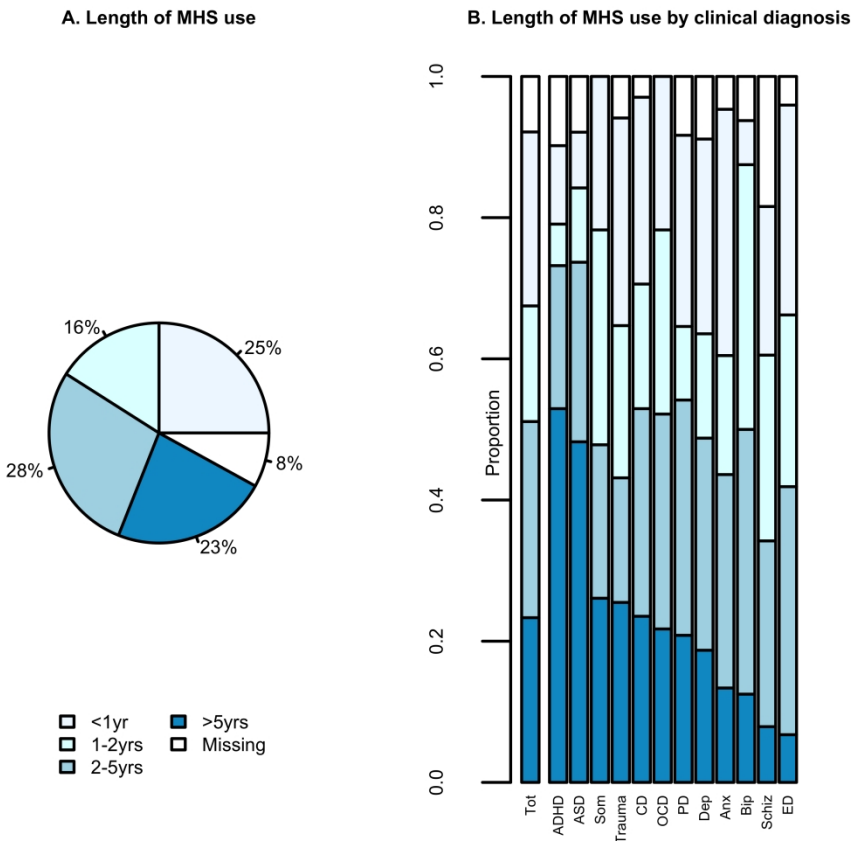 A. Length of MHS use
16%
25%
28%
8%
23%
<1yr
1-2yrs
2-5yrs
>5yrs
Missing
B. Length of MHS use by clinical diagnosis
Proportion
1.0
0.8
0.6
0.4
0.2
0.0
Tot
ADHD
ASD
Som
Trauma
CD
OCD
PD
Dep
Anx
Bip
Schiz
ED